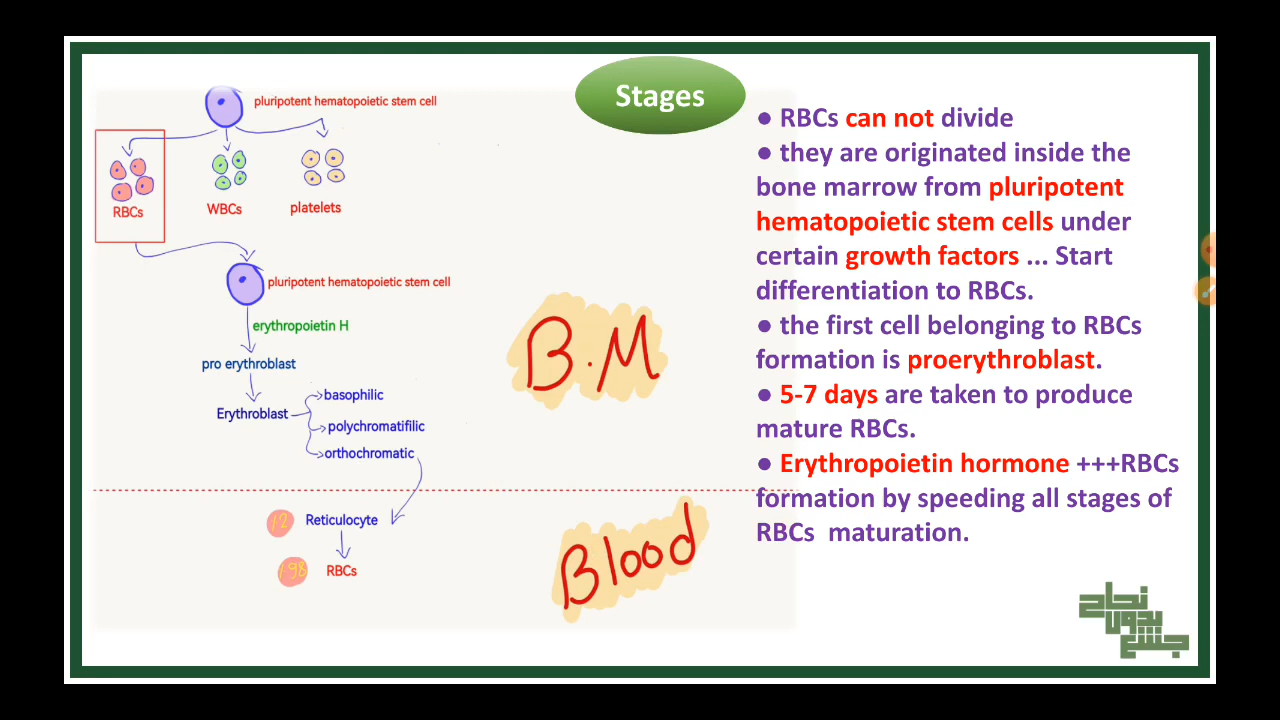 Stages
pluripotent hematopoietic stem cell
RBCs
WBCs
platelets
pluripotent hematopoietic stem cell
erythropoietin H
pro erythroblast
Erythroblast
basophilic
polychromatifilic
orthochromatic
B.M
Reticulocyte
RBCs
Blood
● RBCs can not divide
● they are originated inside the
bone marrow from pluripotent
hematopoietic stem cells under
certain growth factors ... Start
differentiation to RBCs.
● the first cell belonging to RBCs
formation is proerythroblast.
● 5-7 days are taken to produce
mature RBCs.
● Erythropoietin hormone +++RBCs
formation by speeding all stages of
RBCs maturation.
نجاح
بدون